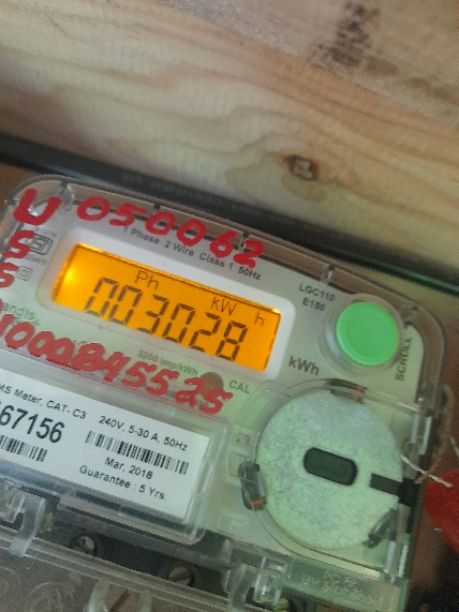 U 050062
1 Phase 2 Wire Class 1 50Hz
S
S
LGC110
E150
Ph kW h
003028
kWh
SCROLL
3200 imp/kWh
CAL
1000845525
MS Meter, CAT- C3
240V, 5-30 A, 50Hz
67156
Mar. 2018
Guarantee : 5 Yrs.